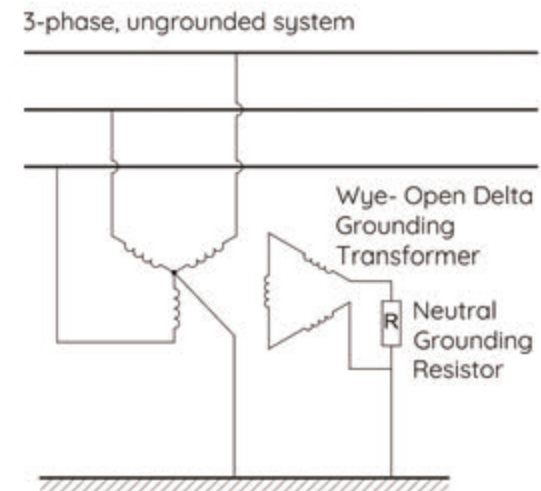 3-phase, ungrounded system
Wye- Open Delta
Grounding
Transformer
R
Neutral
Grounding
Resistor